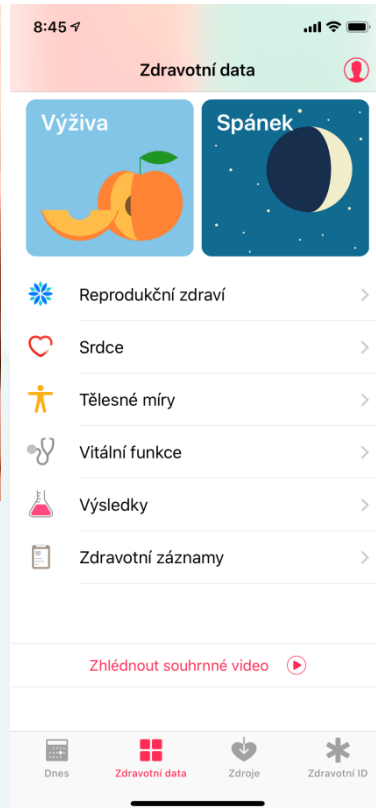 8:45
Zdravotní data
Výživa
Spánek
Reprodukční zdraví
Srdce
Tělesné míry
Vitální funkce
Výsledky
Zdravotní záznamy
Zhlédnout souhrnné video
Dnes
Zdravotní data
Zdroje
Zdravotní ID